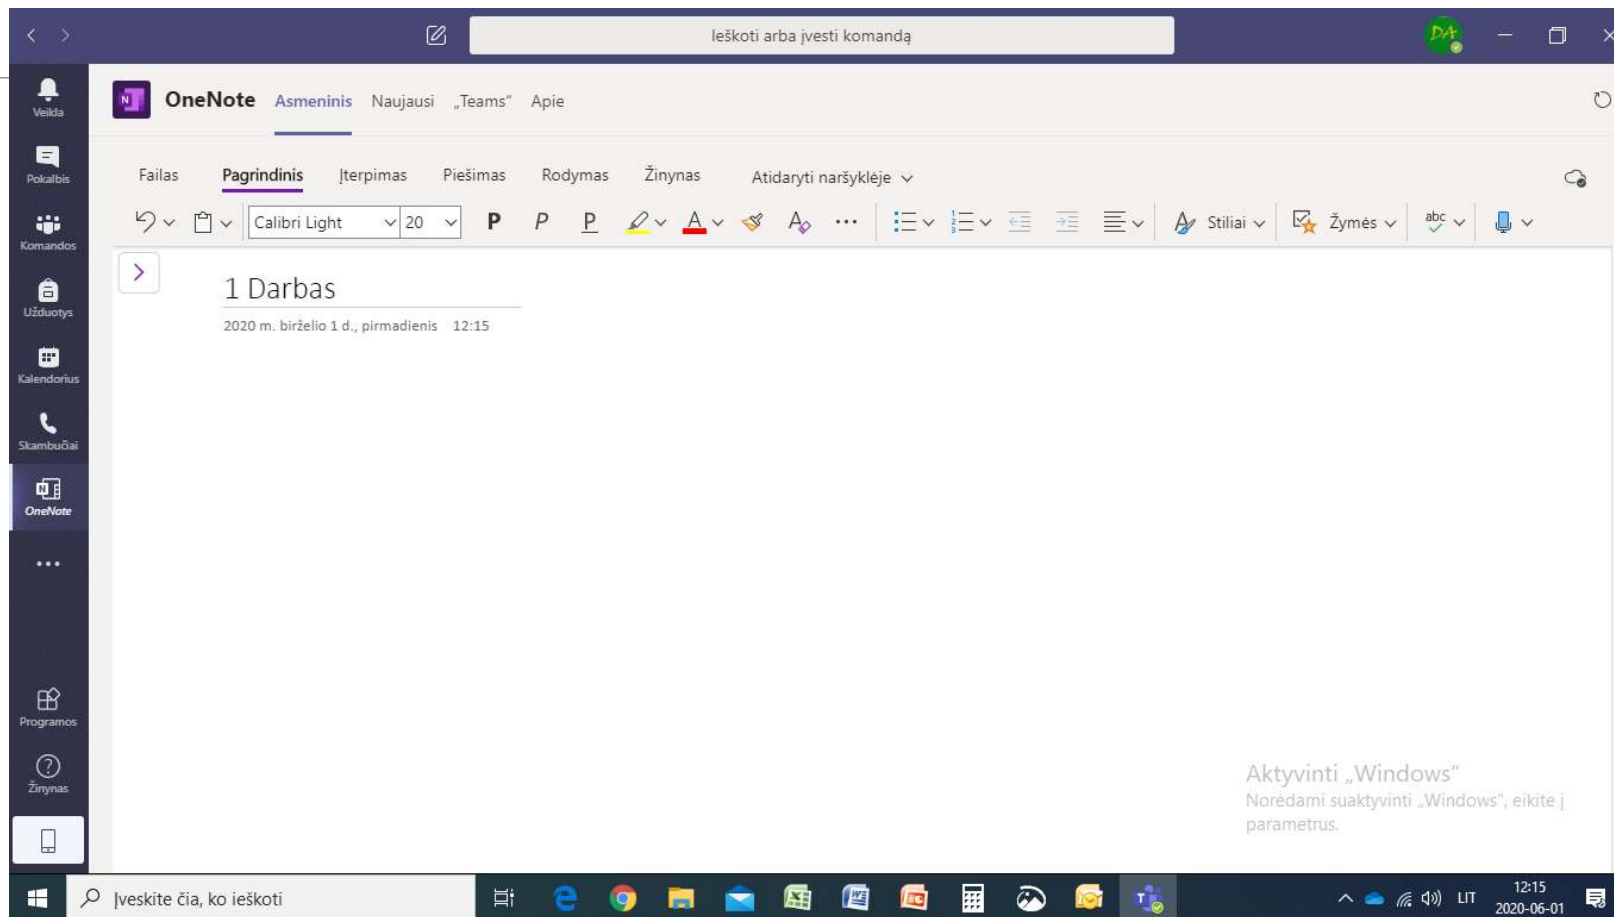 Ieškoti arba įvesti komandą
DA
Veikla
OneNote Asmeninis Naujausi „Teams“ Apie
Pokalbis
Failas Pagrindinis Įterpimas Piešimas Rodymas Žinynas Atidaryti naršyklėje
Calibri Light 20 P P P A A Stiliai Žymės abc
Komandos
1 Darbas
2020 m. birželio 1 d., pirmadienis 12:15
Užduotys
Kalendorius
Skambučiai
OneNote
Programos
Žinynas
Aktyvinti „Windows“
Norėdami suaktyvinti „Windows“, eikite į
parametrus.
Įveskite čia, ko ieškoti
LIT
12:15
2020-06-01